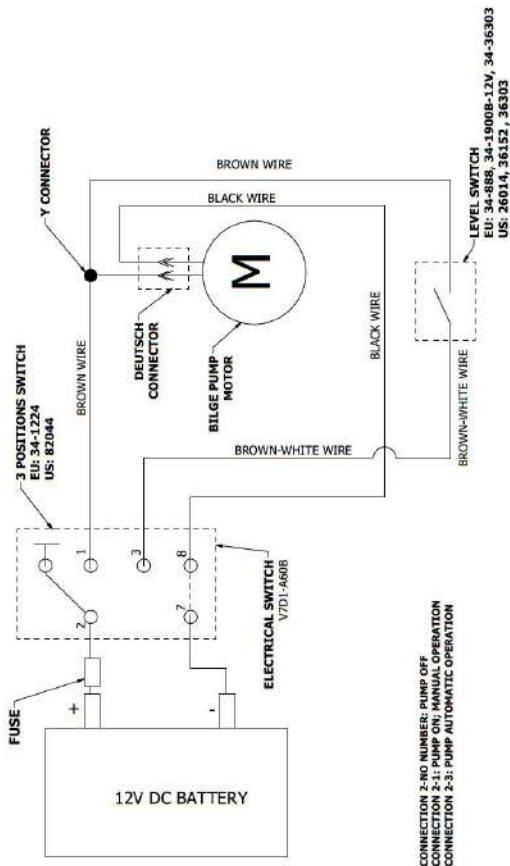 Y CONNECTOR
BROWN WIRE
BLACK WIRE
LEVEL SWITCH
EU: 34-888, 34-1900B-12V, 34-36303
US: 26014, 36152, 36303
3 POSITIONS SWITCH
EU: 34-1224
US: 82044
BROWN WIRE
DEUTSCH
CONNECTOR
M
BILGE PUMP
MOTOR
BLACK WIRE
BROWN-WHITE WIRE
BROWN-WHITE WIRE
1
3
8
2
7
ELECTRICAL SWITCH
V7D1-A60B
FUSE
+
-
12V DC BATTERY
CONNECTION 2-NO NUMBER: PUMP OFF
CONNECTION 2-1: PUMP ON; MANUAL OPERATION
CONNECTION 2-3: PUMP AUTOMATIC OPERATION